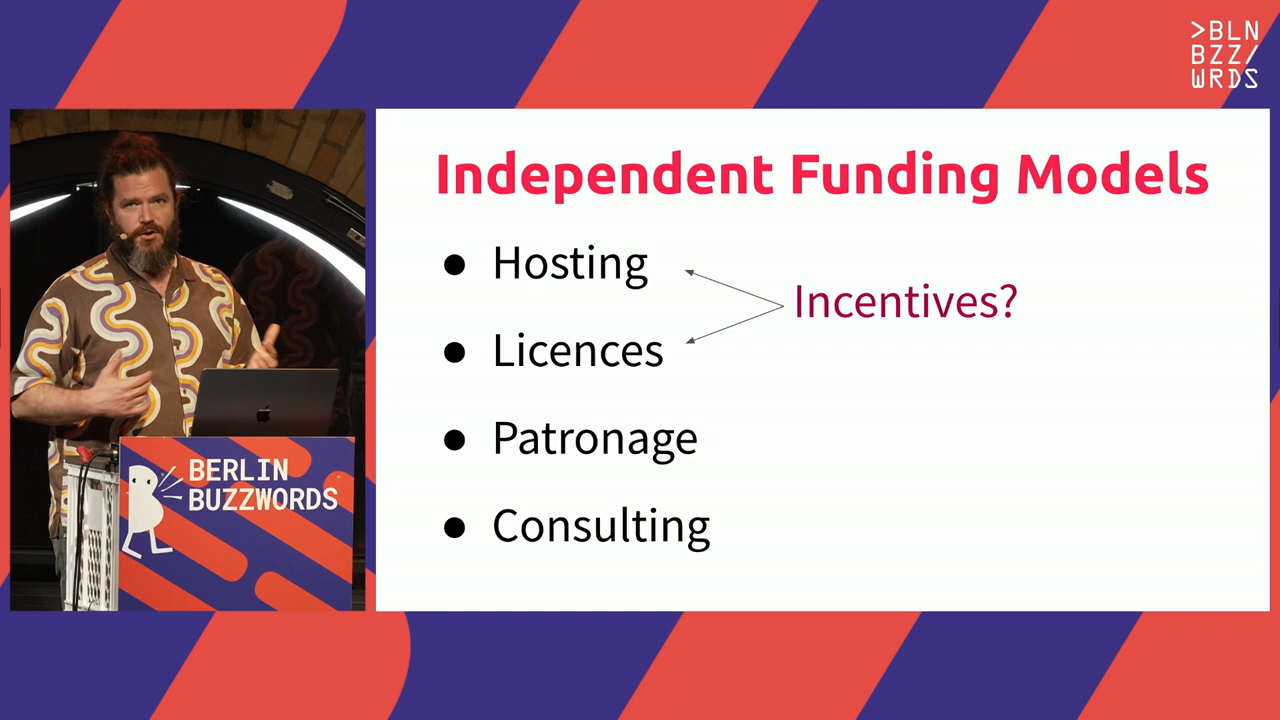 >BLN
BZZ/
WRDS
Independent Funding Models
● Hosting
Incentives?
● Licences
● Patronage
● Consulting
BERLIN
BUZZWORDS